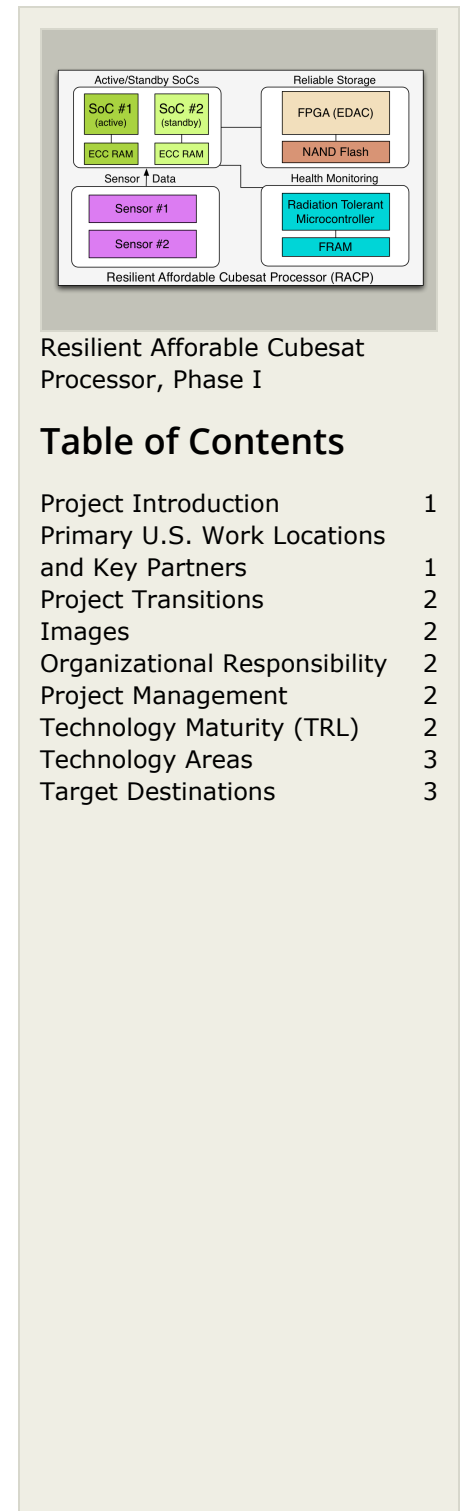 Active/Standby SoCs
SoC #1
(active)
SoC #2
(standby)
ECC RAM
ECC RAM
Reliable Storage
FPGA (EDAC)
NAND Flash
Sensor Data
Sensor #1
Sensor #2
Health Monitoring
Radiation Tolerant
Microcontroller
FRAM
Resilient Affordable Cubesat Processor (RACP)
Resilient Afforable Cubesat
Processor, Phase I
Table of Contents
Project Introduction 1
Primary U.S. Work Locations
and Key Partners 1
Project Transitions 2
Images 2
Organizational Responsibility 2
Project Management 2
Technology Maturity (TRL) 2
Technology Areas 3
Target Destinations 3